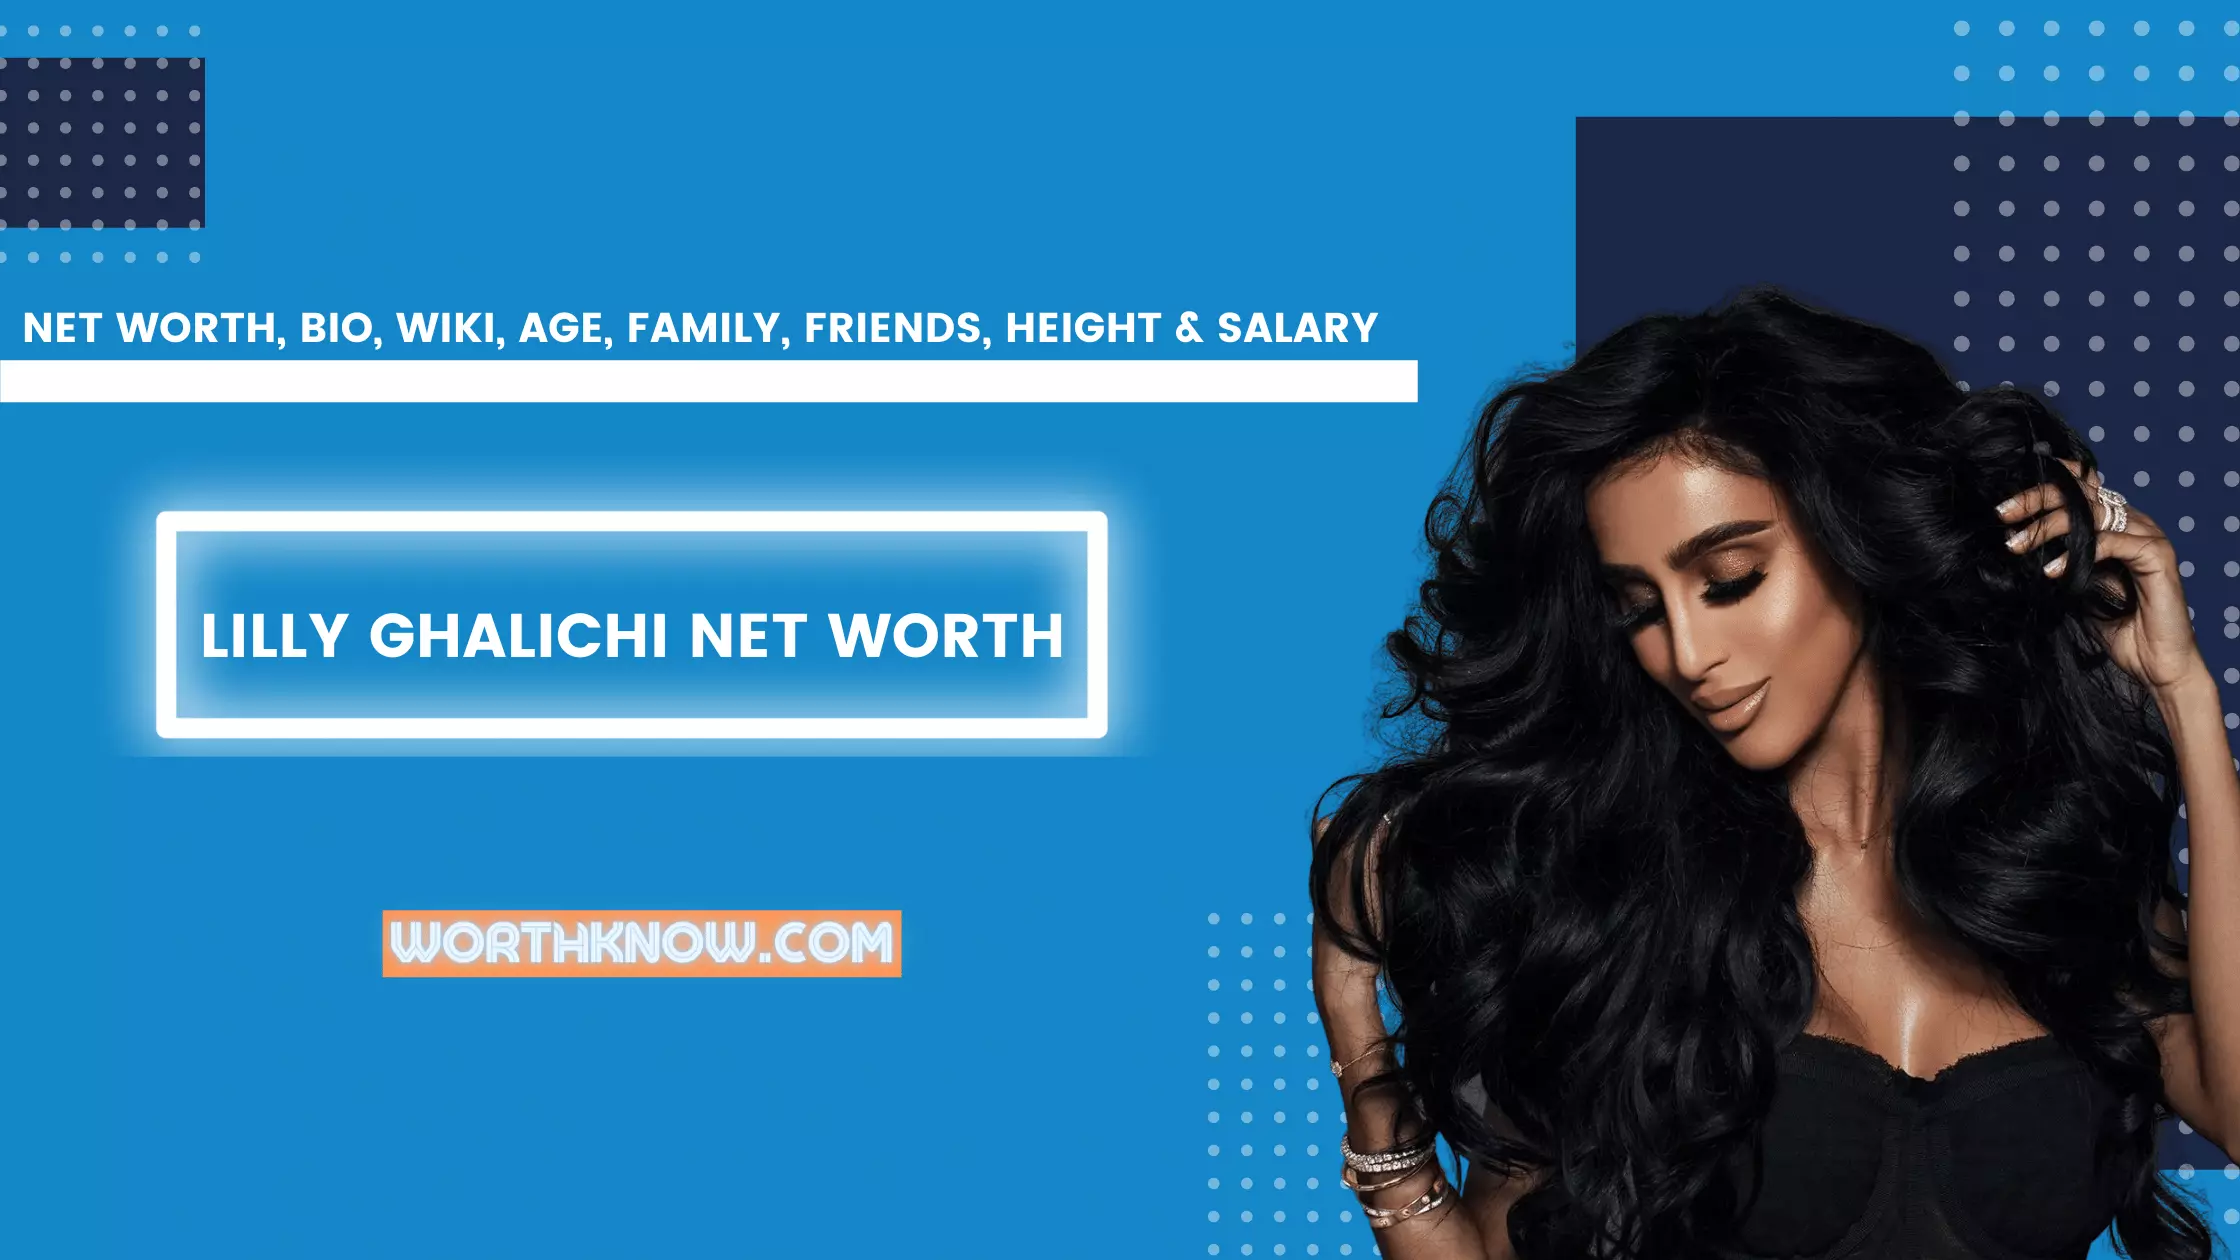 NET WORTH, BIO, WIKI, AGE, FAMILY, FRIENDS, HEIGHT & SALARY
LILLY GHALICHI NET WORTH
WORTHKNOW.COM